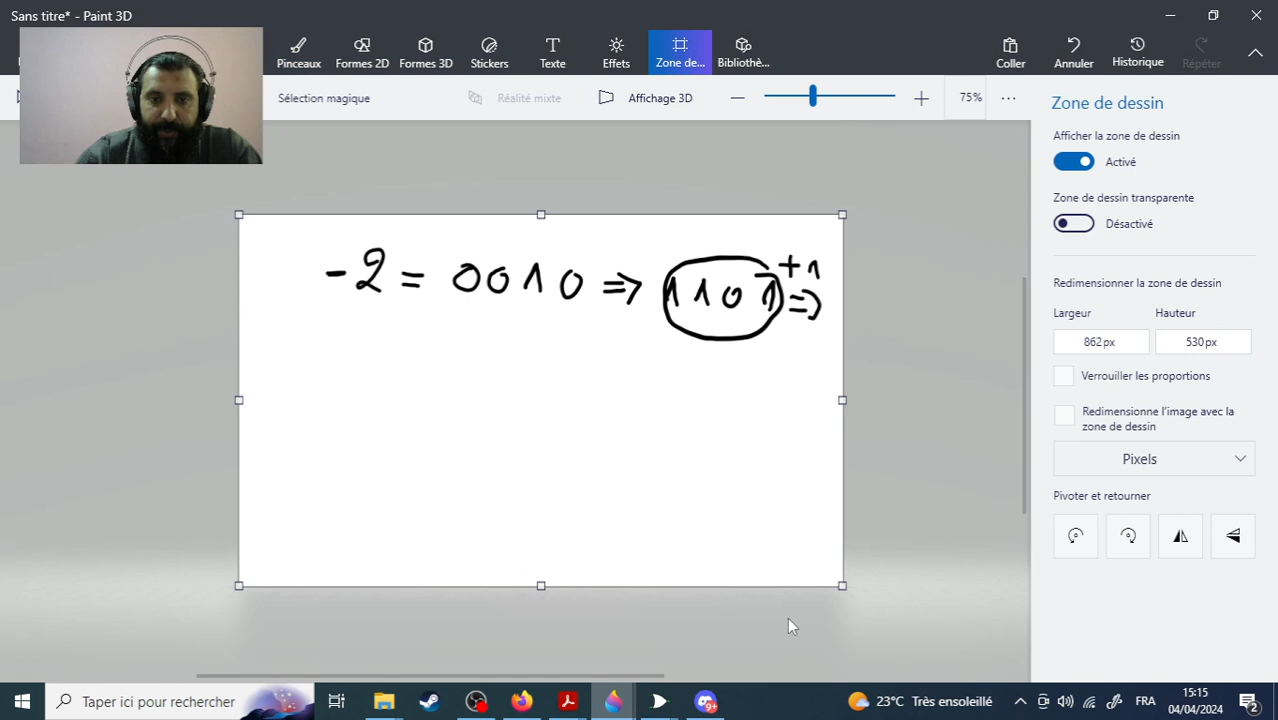 Sans titre* - Paint 3D
Pinceaux
Formes 2D
Formes 3D
Stickers
Texte
Effets
Zone de...
Bibliothè...
Coller
Annuler
Historique
Répéter
Sélection magique
Réalité mixte
Affichage 3D
75%
Zone de dessin
Afficher la zone de dessin
Activé
Zone de dessin transparente
Désactivé
Redimensionner la zone de dessin
Largeur Hauteur
862px 530px
Verrouiller les proportions
Redimensionne l'image avec la
zone de dessin
Pixels
Pivoter et retourner
-2 = 0010 => 1101 +1 =>
Taper ici pour rechercher
9+
23°C Très ensoleillé
FRA
15:15
04/04/2024
2